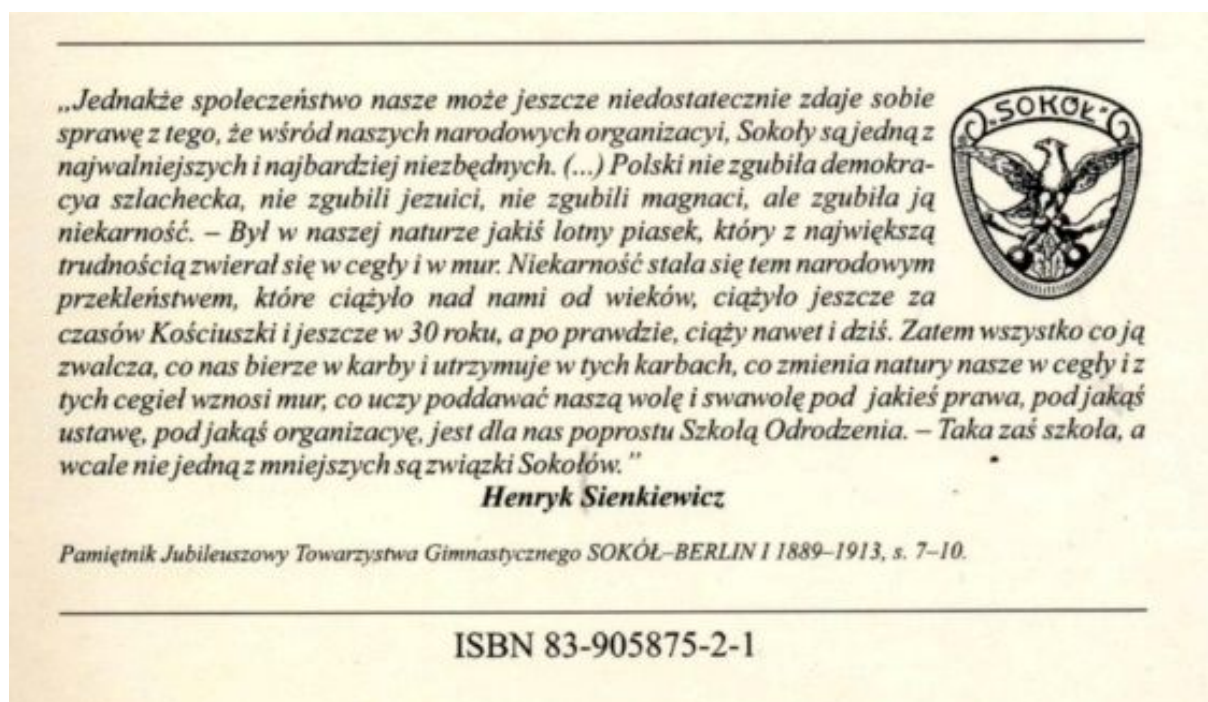 „Jednakże społeczeństwo nasze może jeszcze niedostatecznie zdaje sobie
sprawę z tego, że wśród naszych narodowych organizacyi, Sokoły są jedną z
najwalniejszych i najbardziej niezbędnych. (...) Polski nie zgubiła demokra-
cya szlachecka, nie zgubili jezuici, nie zgubili magnaci, ale zgubiła ją
niekarność. – Był w naszej naturze jakiś lotny piasek, który z największą
trudnością zwierał się w cegły i w mur. Niekarność stała się tem narodowym
przekleństwem, które ciążyło nad nami od wieków, ciążyło jeszcze za
czasów Kościuszki i jeszcze w 30 roku, a po prawdzie, ciąży nawet i dziś. Zatem wszystko co ją
zwalcza, co nas bierze w karby i utrzymuje w tych karbach, co zmienia natury nasze w cegły i z
tych cegieł wznosi mur, co uczy poddawać naszą wolę i swawolę pod jakieś prawa, pod jakąś
ustawę, pod jakąś organizacyę, jest dla nas poprostu Szkołą Odrodzenia. – Taka zaś szkoła, a
wcale nie jedną z mniejszych są związki Sokołów.”
Henryk Sienkiewicz
Pamiętnik Jubileuszowy Towarzystwa Gimnastycznego SOKÓŁ–BERLIN I 1889–1913, s. 7–10.
SOKÓŁ
ISBN 83-905875-2-1